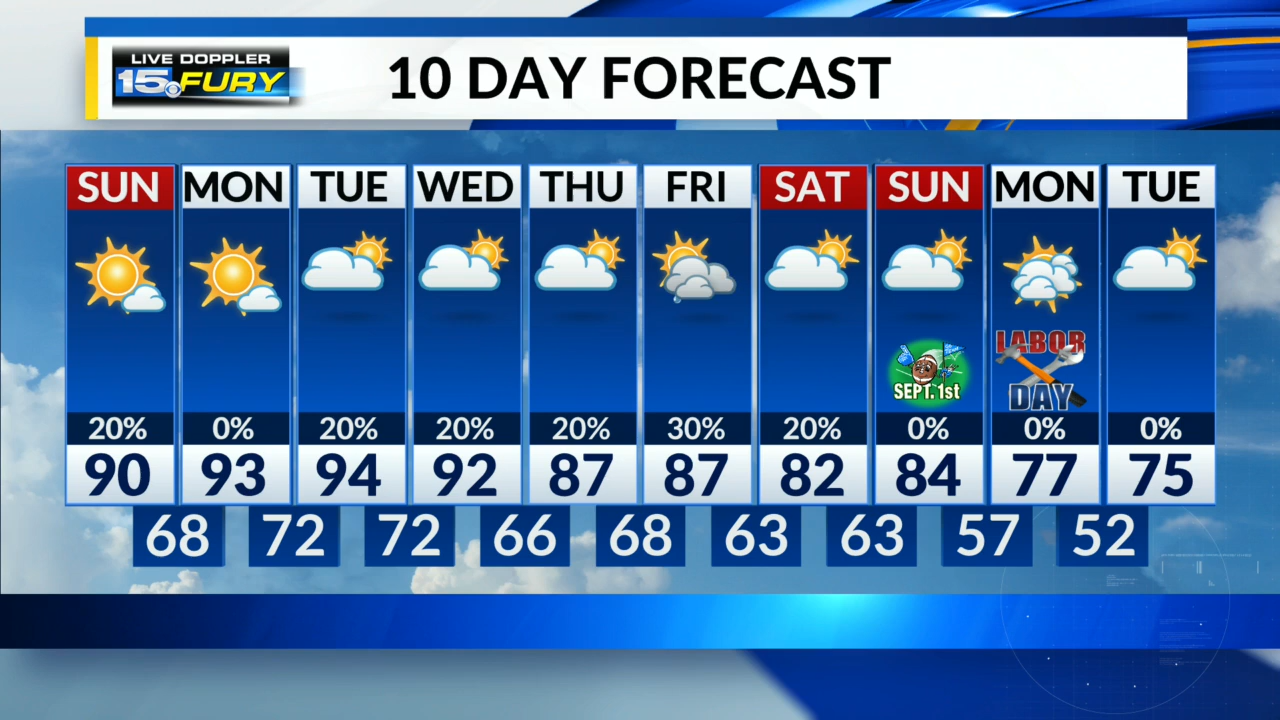 LIVE DOPPLER
15 FURY
10 DAY FORECAST
SUN MON TUE WED THU FRI SAT SUN MON TUE
SEPT. 1st
LABOR
DAY
20% 0% 20% 20% 20% 30% 20% 0% 0% 0%
90 93 94 92 87 87 82 84 77 75
68 72 72 66 68 63 63 57 52